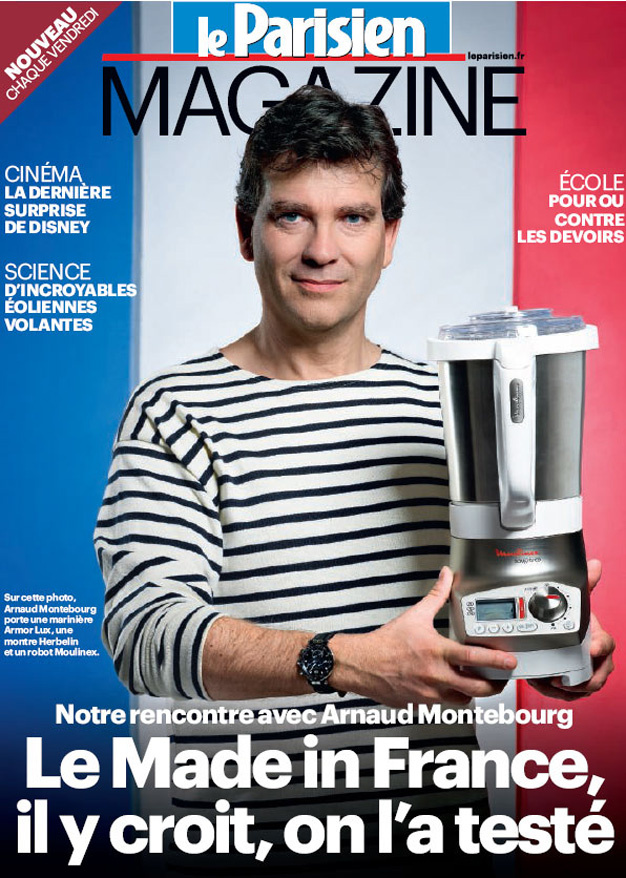 NOUVEAU
CHAQUE VENDREDI
le Parisien
leparisien.fr
MAGAZINE
CINÉMA
LA DERNIÈRE
SURPRISE
DE DISNEY
SCIENCE
D'INCROYABLES
ÉOLIENNES
VOLANTES
ÉCOLE
POUR OU
CONTRE
LES DEVOIRS
Moulinex
Sur cette photo,
Arnaud Montebourg
porte une marinière
Armor Lux, une
montre Herbelin
et un robot Moulinex.
Notre rencontre avec Arnaud Montebourg
Le Made in France,
il y croit, on l'a testé